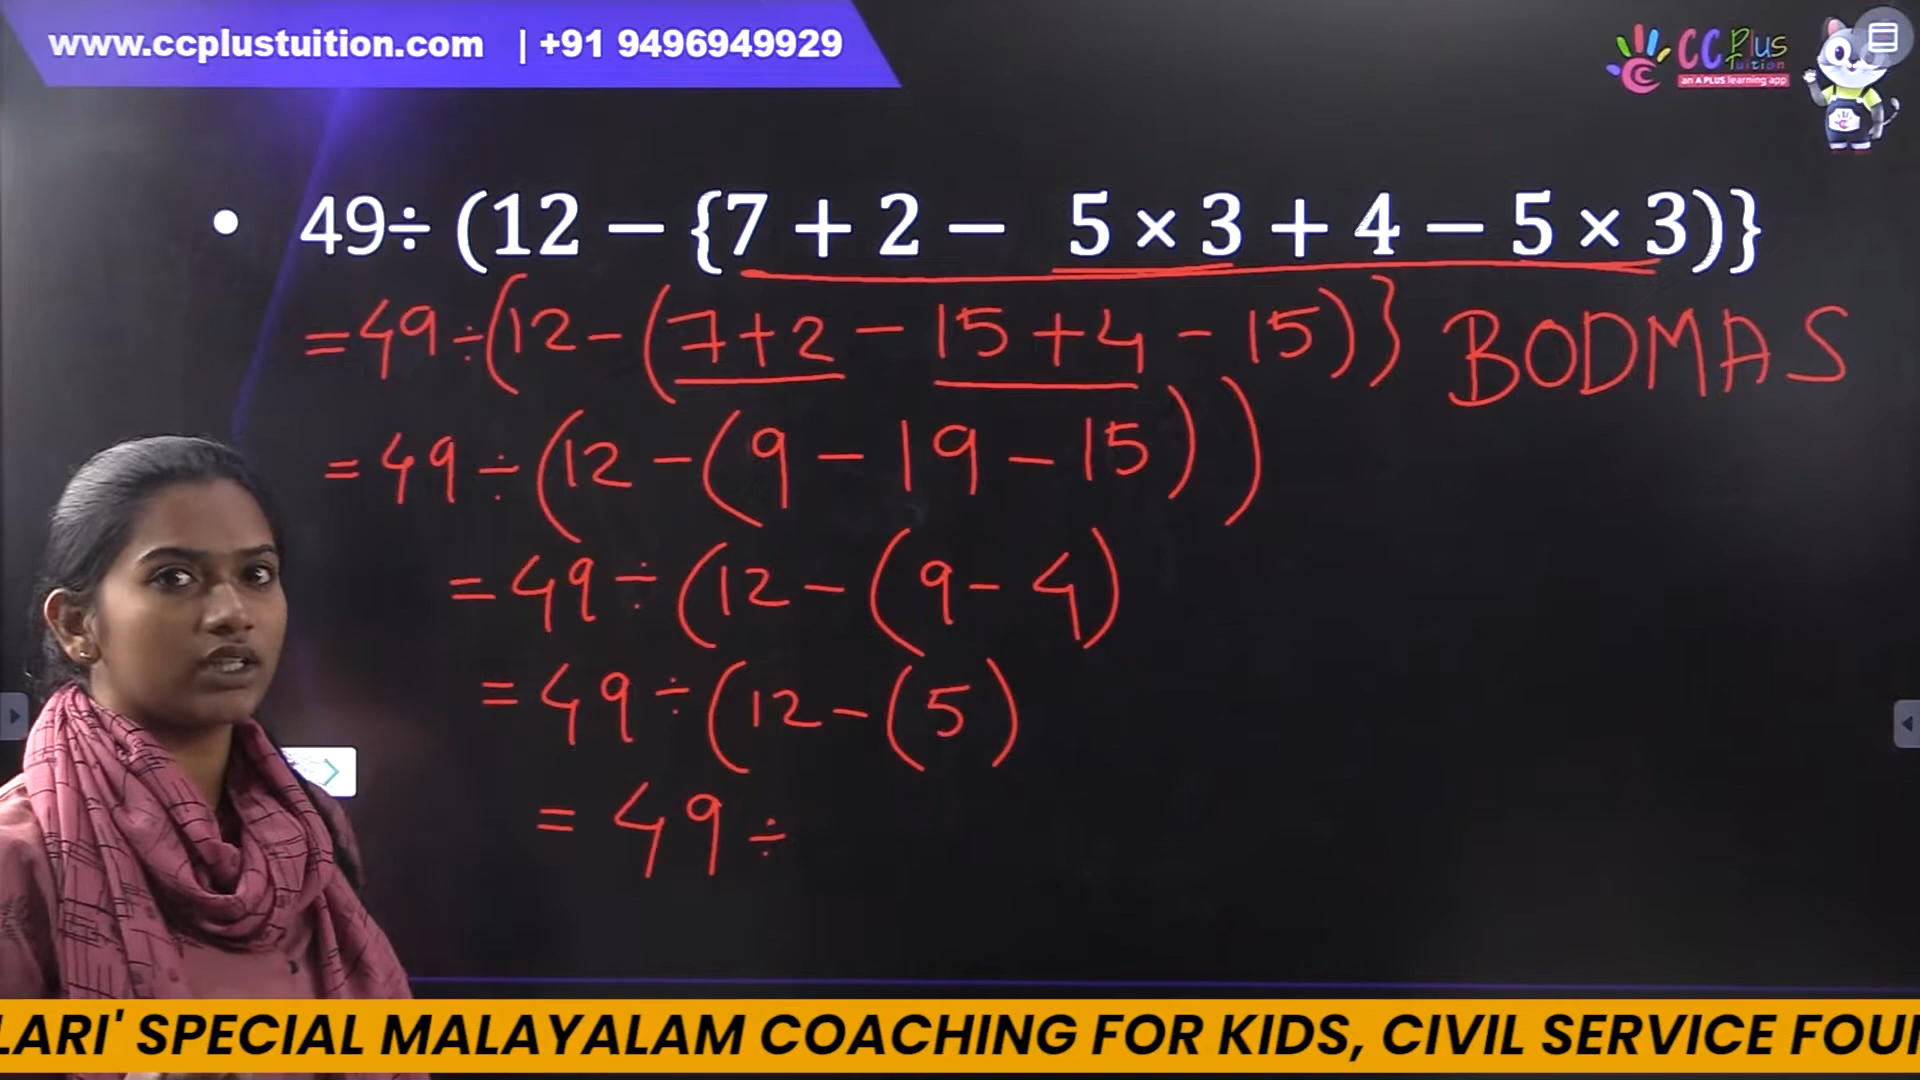 www.ccplustuition.com | +91 9496949929
CC Plus
Tuition
an A PLUS learning app
• 49÷ (12 − {7 + 2 − 5 × 3 + 4 − 5 × 3)}
= 49 ÷ (12 - (7+2 - 15 + 4 - 15)} BODMAS
= 49 ÷ (12 - (9 - 19 - 15))
= 49 ÷ (12 - (9 - 4)
= 49 ÷ (12 - (5)
= 49 ÷
LARI' SPECIAL MALAYALAM COACHING FOR KIDS, CIVIL SERVICE FOUN